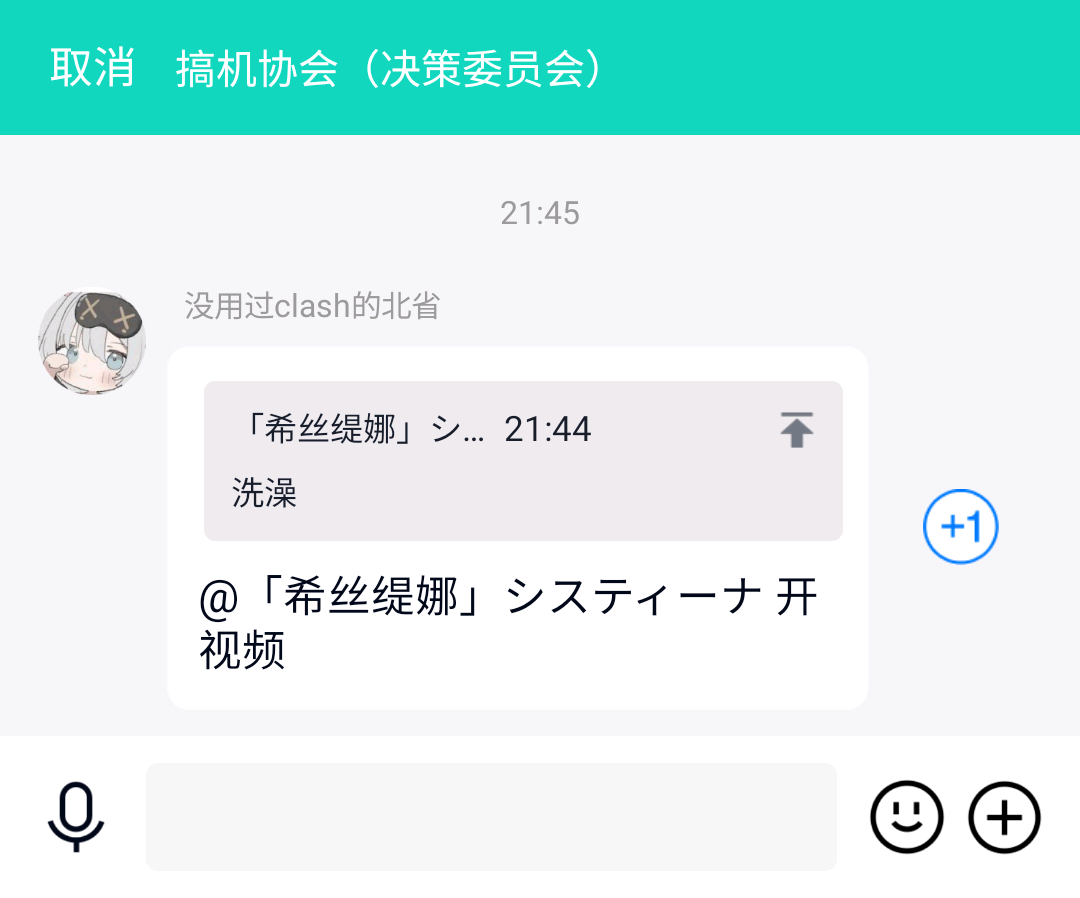 取消 搞机协会（决策委员会）
21:45
没用过clash的北省
「希丝缇娜」シ... 21:44
洗澡
+1
@「希丝缇娜」システィーナ 开
视频